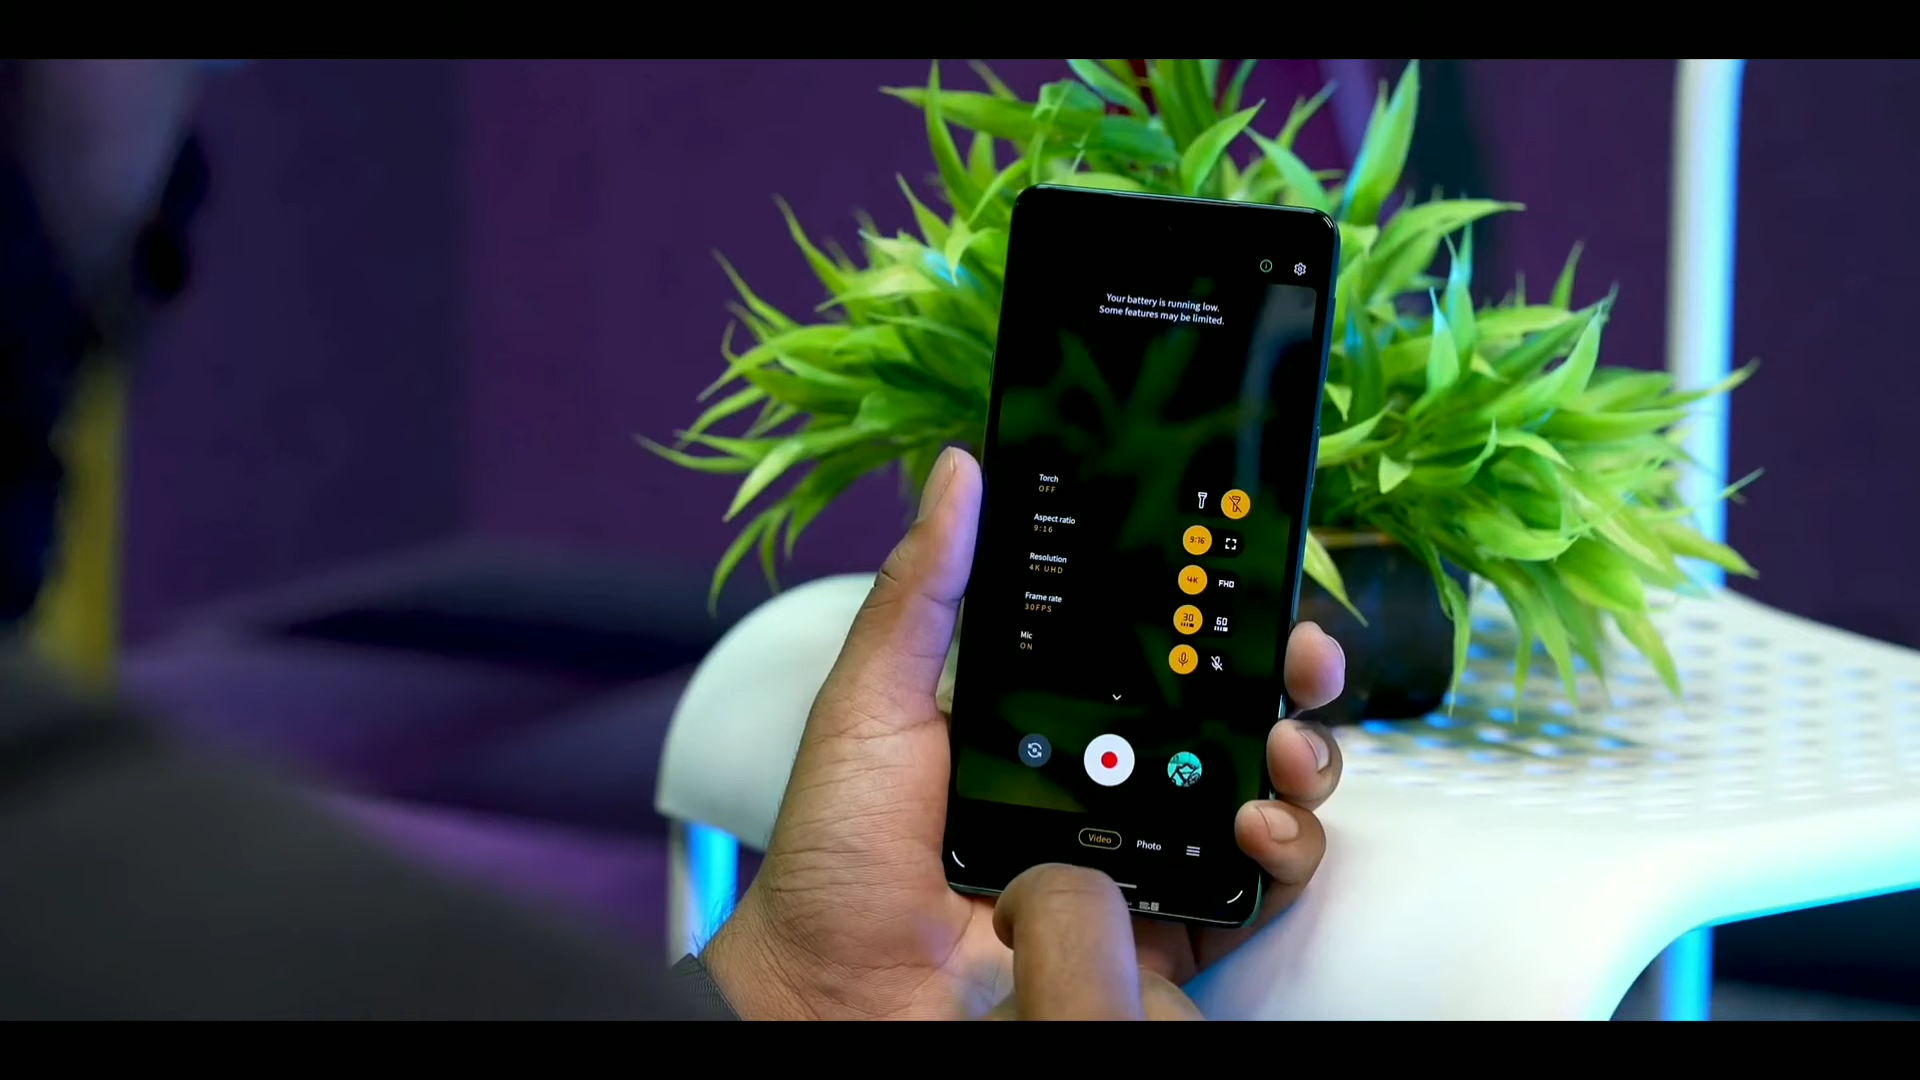 Your battery is running low.
Some features may be limited.
Torch
OFF
Aspect ratio
9:16
9:16
Resolution
4K UHD
4K FHD
Frame rate
30FPS
30 60
Mic
ON
Video Photo